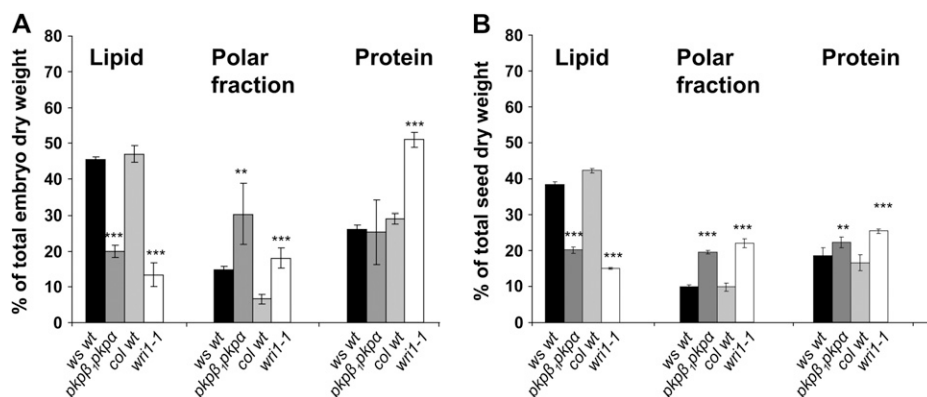 A
% of total embryo dry weight
80
70
60
50
40
30
20
10
0
Lipid
Polar
fraction
Protein
***
***
**
***
***
ws wt
pkpβ₁pkpα
col wt
wri1-1
ws wt
pkpβ₁pkpα
col wt
wri1-1
ws wt
pkpβ₁pkpα
col wt
wri1-1
B
% of total seed dry weight
80
70
60
50
40
30
20
10
0
Lipid
Polar
fraction
Protein
***
***
***
***
**
***
ws wt
pkpβ₁pkpα
col wt
wri1-1
ws wt
pkpβ₁pkpα
col wt
wri1-1
ws wt
pkpβ₁pkpα
col wt
wri1-1